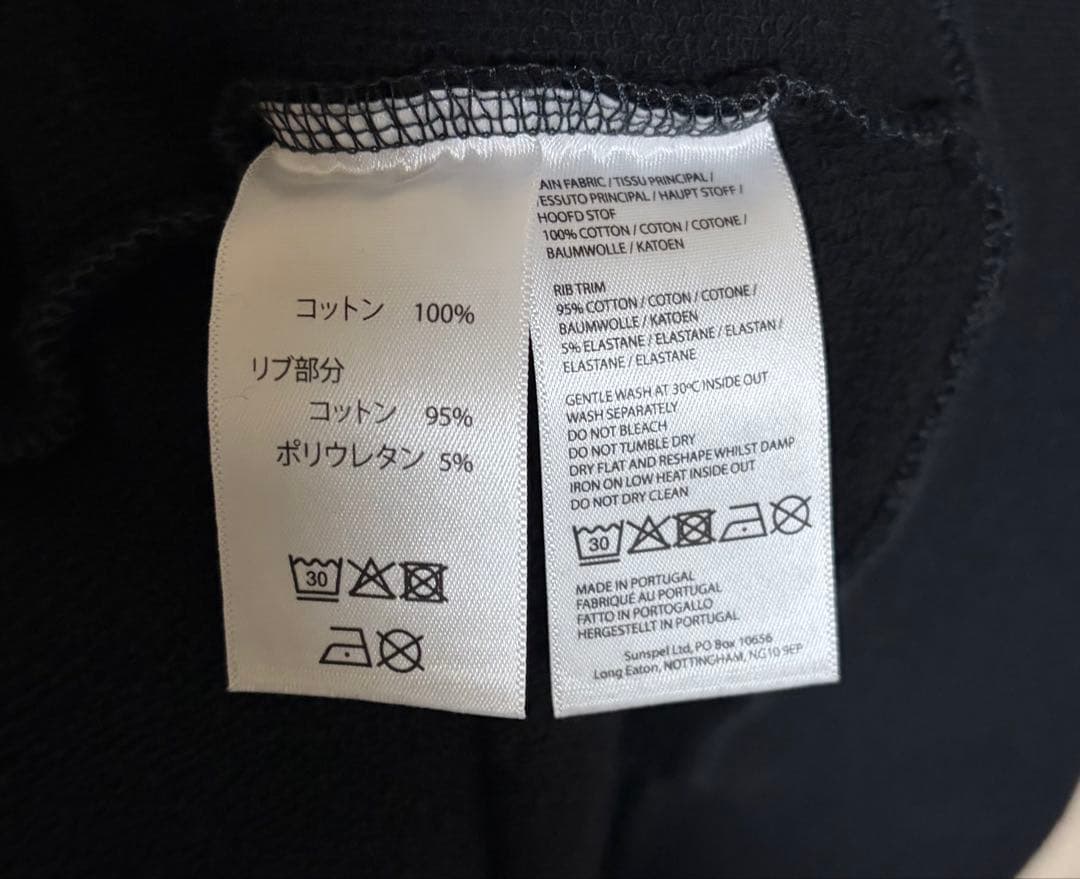 コットン 100%
リブ部分
コットン 95%
ポリウレタン 5%
30
AIN FABRIC / TISSU PRINCIPAL /
ESSUTO PRINCIPAL / HAUPT STOFF /
HOOFD STOF
100% COTTON / COTON / COTONE /
BAUMWOLLE / KATOEN
RIB TRIM
95% COTTON / COTON / COTONE /
BAUMWOLLE / KATOEN
5% ELASTANE / ELASTANE / ELASTAN /
ELASTANE / ELASTANE
GENTLE WASH AT 30ºC INSIDE OUT
WASH SEPARATELY
DO NOT BLEACH
DO NOT TUMBLE DRY
DRY FLAT AND RESHAPE WHILST DAMP
IRON ON LOW HEAT INSIDE OUT
DO NOT DRY CLEAN
30
MADE IN PORTUGAL
FABRIQUÉ AU PORTUGAL
FATTO IN PORTOGALLO
HERGESTELLT IN PORTUGAL
Sunspel Ltd, PO Box 10656
Long Eaton, NOTTINGHAM, NG10 9EP